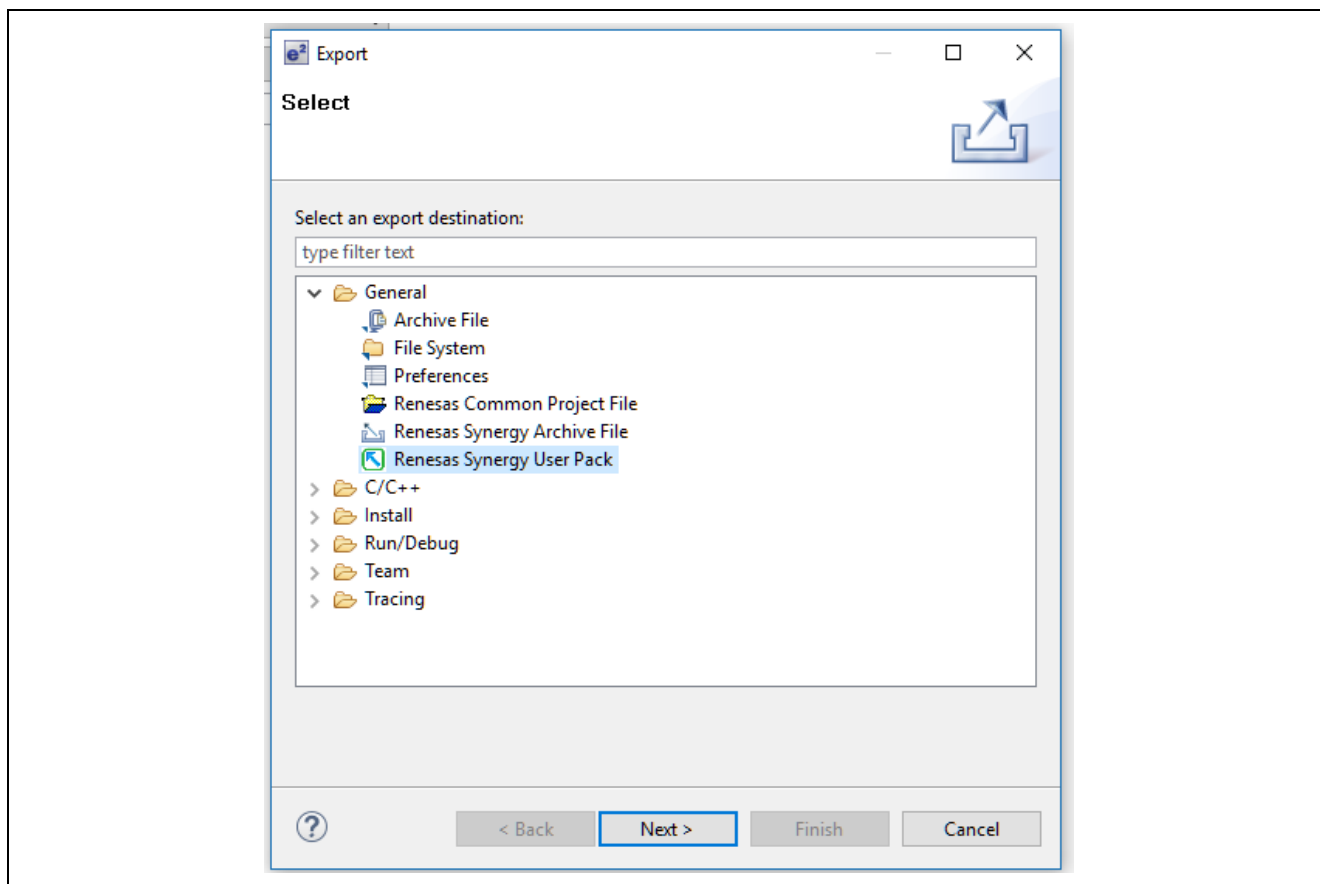 e² Export
Select
Select an export destination:
type filter text
General
Archive File
File System
Preferences
Renesas Common Project File
Renesas Synergy Archive File
Renesas Synergy User Pack
C/C++
Install
Run/Debug
Team
Tracing
? < Back Next > Finish Cancel